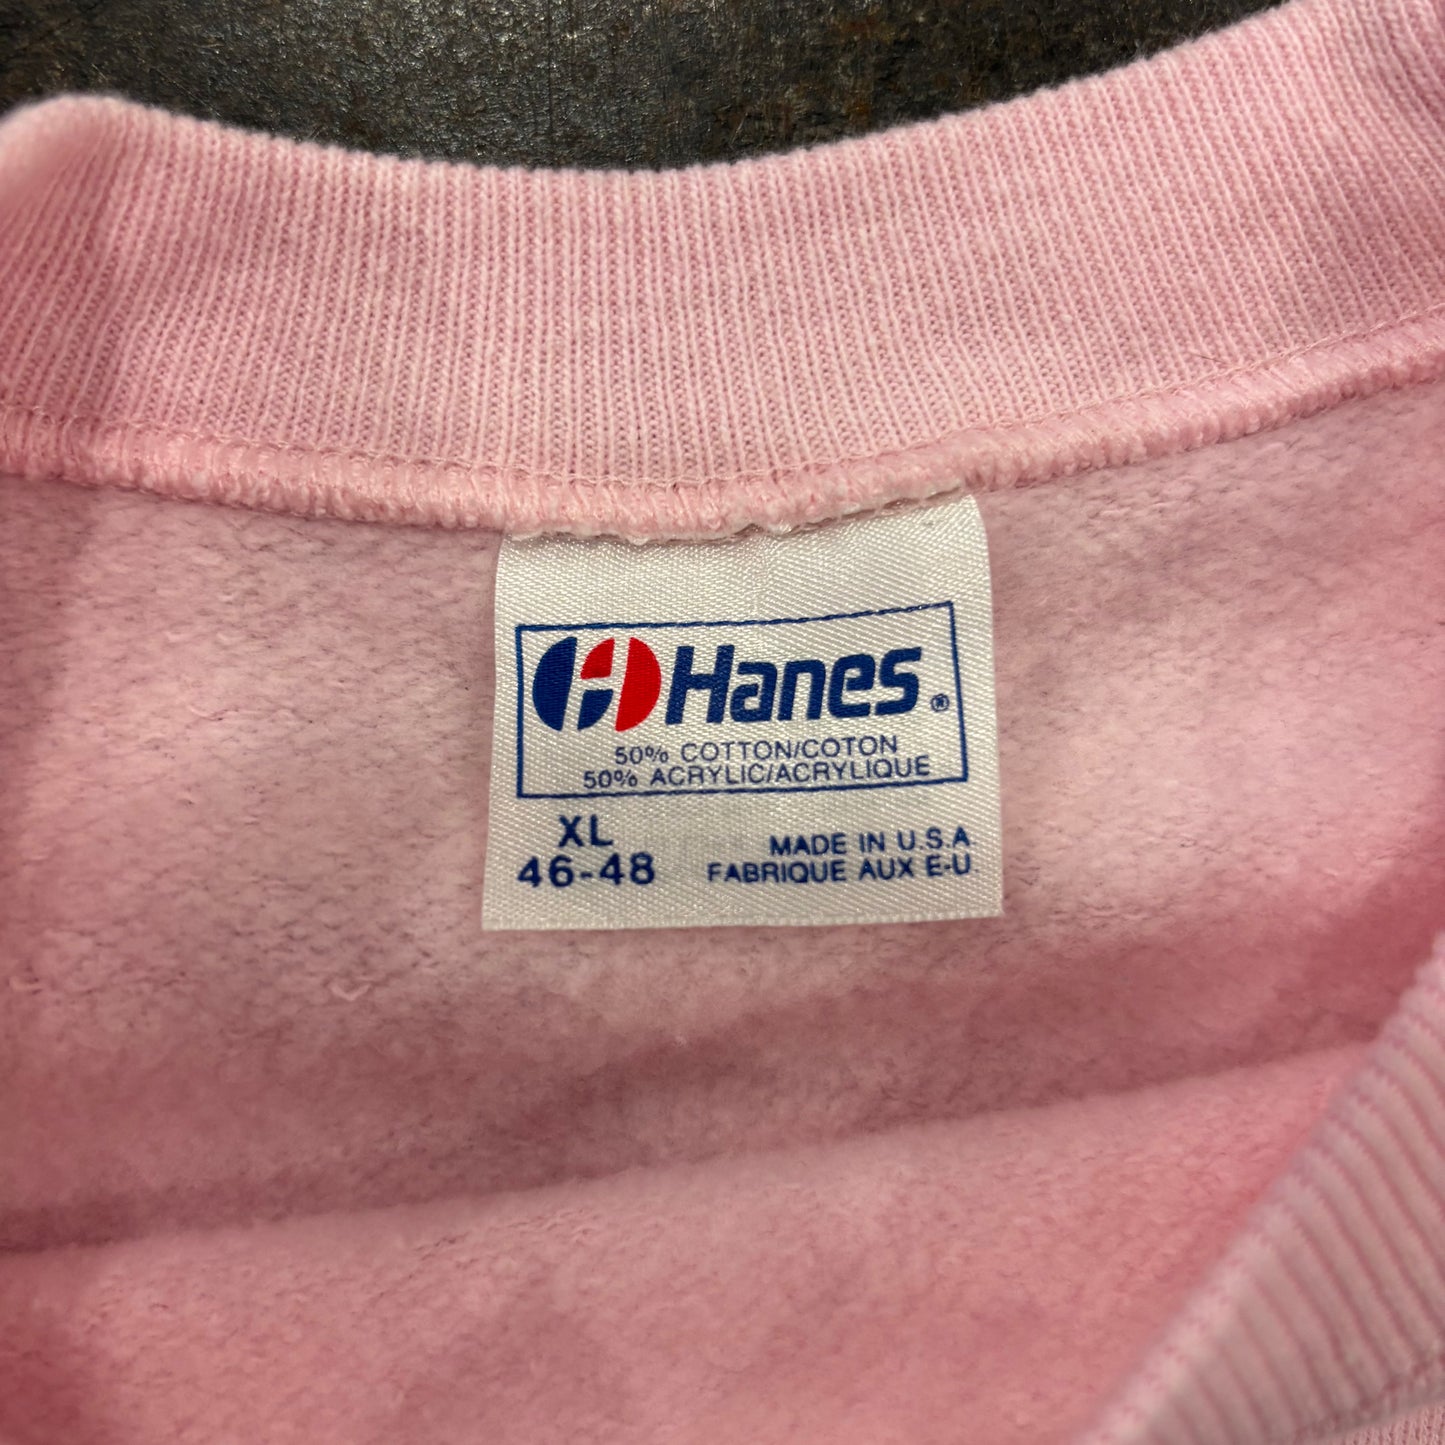 Hanes®
50% COTTON/COTON
50% ACRYLIC/ACRYLIQUE
XL
46-48
MADE IN U.S.A
FABRIQUE AUX E-U